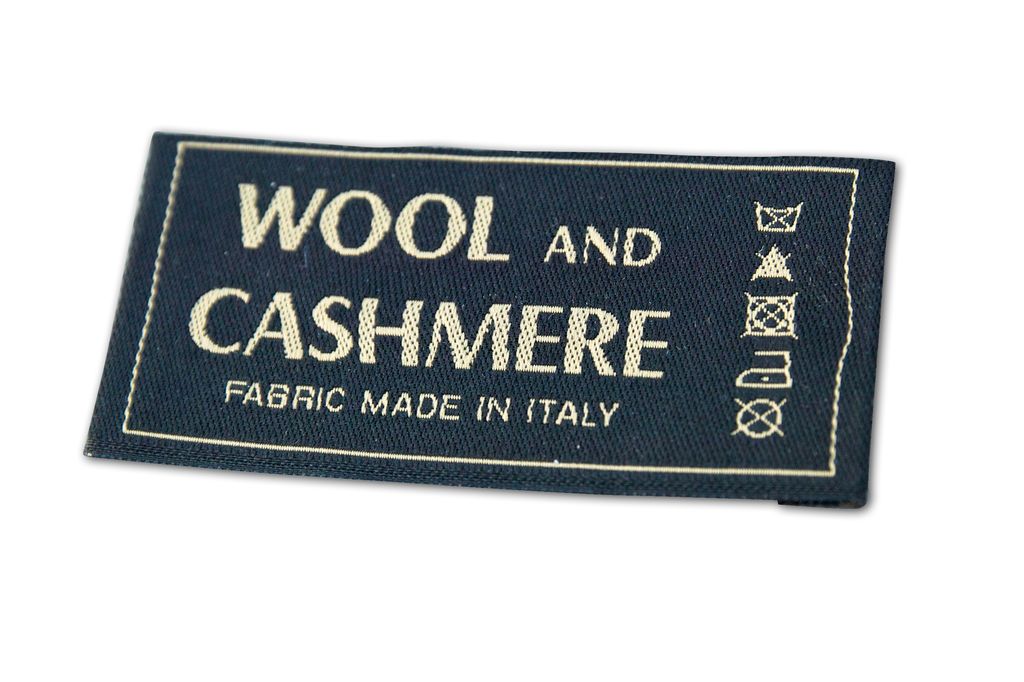 WOOL AND
CASHMERE
FABRIC MADE IN ITALY